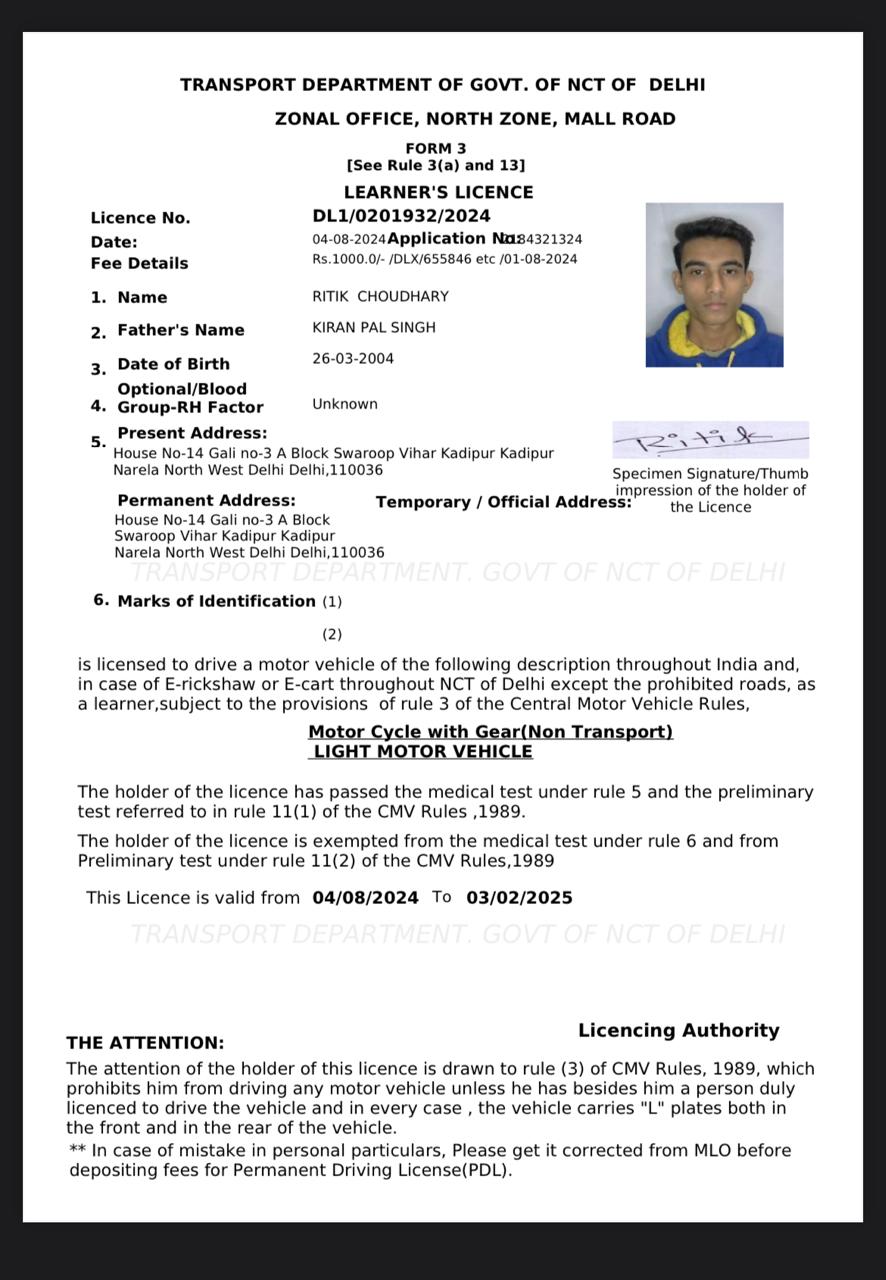 TRANSPORT DEPARTMENT OF GOVT. OF NCT OF DELHI
ZONAL OFFICE, NORTH ZONE, MALL ROAD
FORM 3
[See Rule 3(a) and 13]
LEARNER'S LICENCE
Licence No. DL1/0201932/2024
Date: 04-08-2024 Application No: 84321324
Fee Details Rs.1000.0/- /DLX/655846 etc /01-08-2024
1. Name RITIK CHOUDHARY
2. Father's Name KIRAN PAL SINGH
3. Date of Birth 26-03-2004
Optional/Blood
4. Group-RH Factor Unknown
5. Present Address:
House No-14 Gali no-3 A Block Swaroop Vihar Kadipur Kadipur
Narela North West Delhi Delhi,110036
Ritik
Specimen Signature/Thumb
impression of the holder of
the Licence
Permanent Address: Temporary / Official Address:
House No-14 Gali no-3 A Block
Swaroop Vihar Kadipur Kadipur
Narela North West Delhi Delhi,110036
TRANSPORT DEPARTMENT. GOVT OF NCT OF DELHI
6. Marks of Identification (1)
(2)
is licensed to drive a motor vehicle of the following description throughout India and,
in case of E-rickshaw or E-cart throughout NCT of Delhi except the prohibited roads, as
a learner,subject to the provisions of rule 3 of the Central Motor Vehicle Rules,
Motor Cycle with Gear(Non Transport)
LIGHT MOTOR VEHICLE
The holder of the licence has passed the medical test under rule 5 and the preliminary
test referred to in rule 11(1) of the CMV Rules ,1989.
The holder of the licence is exempted from the medical test under rule 6 and from
Preliminary test under rule 11(2) of the CMV Rules,1989
This Licence is valid from 04/08/2024 To 03/02/2025
TRANSPORT DEPARTMENT. GOVT OF NCT OF DELHI
Licencing Authority
THE ATTENTION:
The attention of the holder of this licence is drawn to rule (3) of CMV Rules, 1989, which
prohibits him from driving any motor vehicle unless he has besides him a person duly
licenced to drive the vehicle and in every case , the vehicle carries "L" plates both in
the front and in the rear of the vehicle.
** In case of mistake in personal particulars, Please get it corrected from MLO before
depositing fees for Permanent Driving License(PDL).